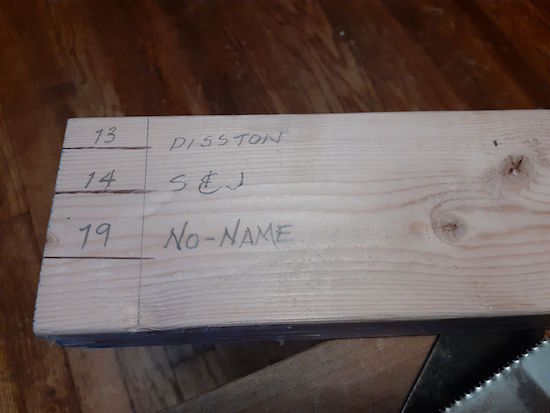 13 DISSTON
14 S & J
19 NO-NAME